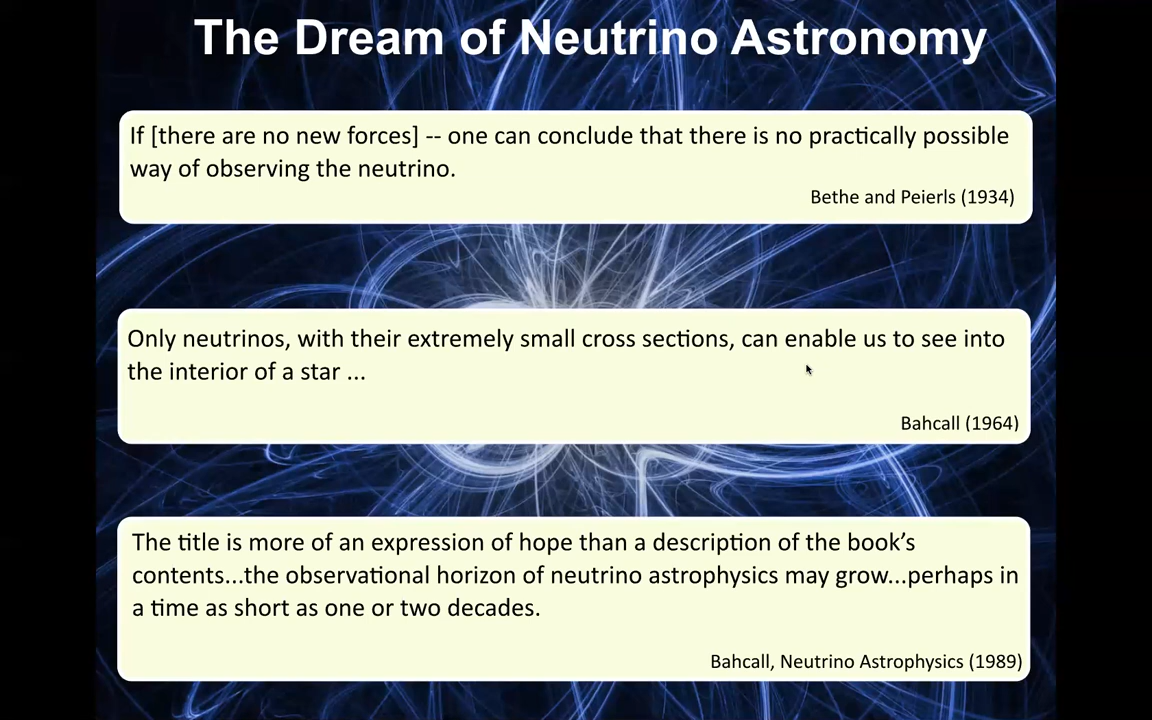 The Dream of Neutrino Astronomy
If [there are no new forces] -- one can conclude that there is no practically possible
way of observing the neutrino.
Bethe and Peierls (1934)
Only neutrinos, with their extremely small cross sections, can enable us to see into
the interior of a star ...
Bahcall (1964)
The title is more of an expression of hope than a description of the book’s
contents...the observational horizon of neutrino astrophysics may grow...perhaps in
a time as short as one or two decades.
Bahcall, Neutrino Astrophysics (1989)